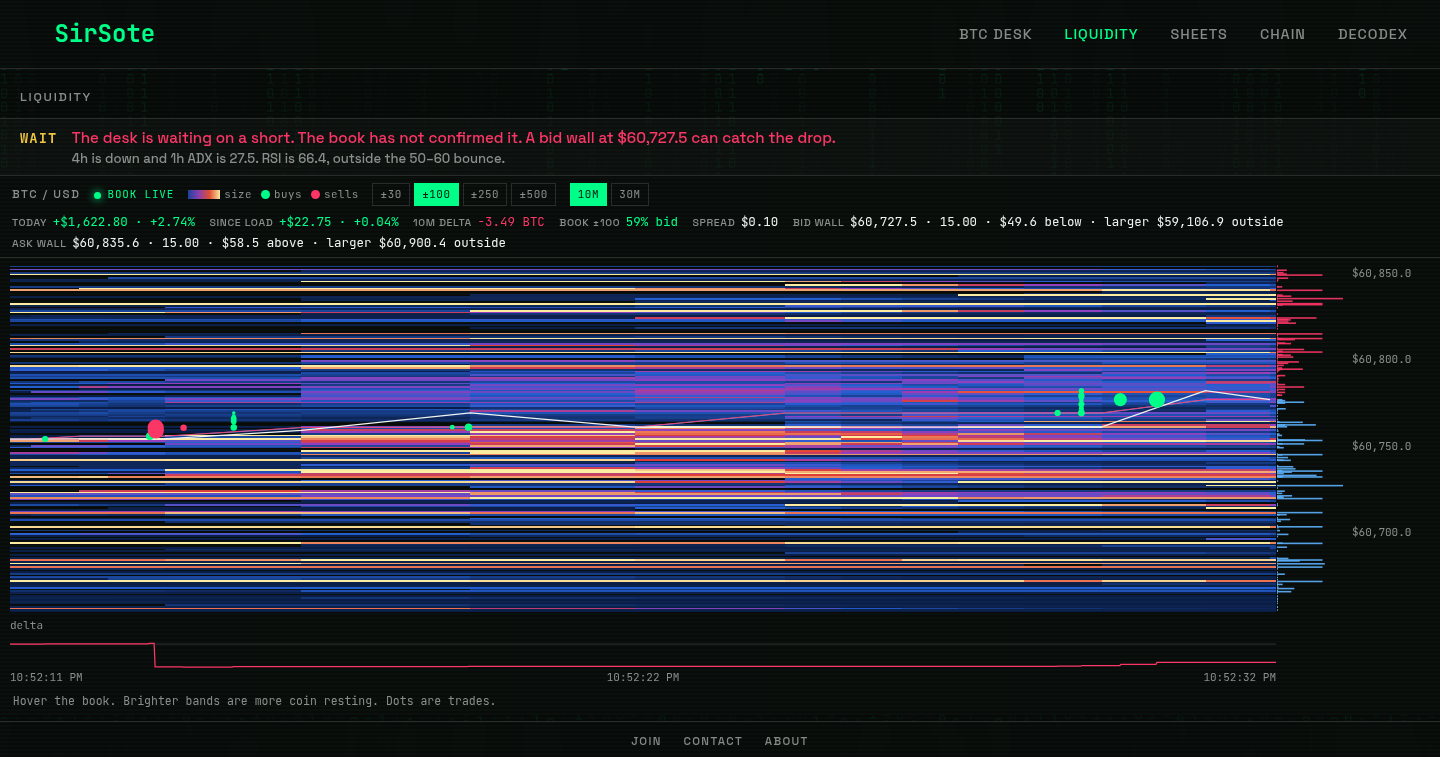 SirSote
BTC DESK LIQUIDITY SHEETS CHAIN DECODEX
LIQUIDITY
WAIT The desk is waiting on a short. The book has not confirmed it. A bid wall at $60,727.5 can catch the drop.
4h is down and 1h ADX is 27.5. RSI is 66.4, outside the 50–60 bounce.
BTC / USD BOOK LIVE size buys sells ±30 ±100 ±250 ±500 10M 30M
TODAY +$1,622.80 · +2.74% SINCE LOAD +$22.75 · +0.04% 10M DELTA -3.49 BTC BOOK ±100 59% bid SPREAD $0.10 BID WALL $60,727.5 · 15.00 · $49.6 below · larger $59,106.9 outside
ASK WALL $60,835.6 · 15.00 · $58.5 above · larger $60,900.4 outside
$60,850.0
$60,800.0
$60,750.0
$60,700.0
delta
10:52:11 PM 10:52:22 PM 10:52:32 PM
Hover the book. Brighter bands are more coin resting. Dots are trades.
JOIN CONTACT ABOUT